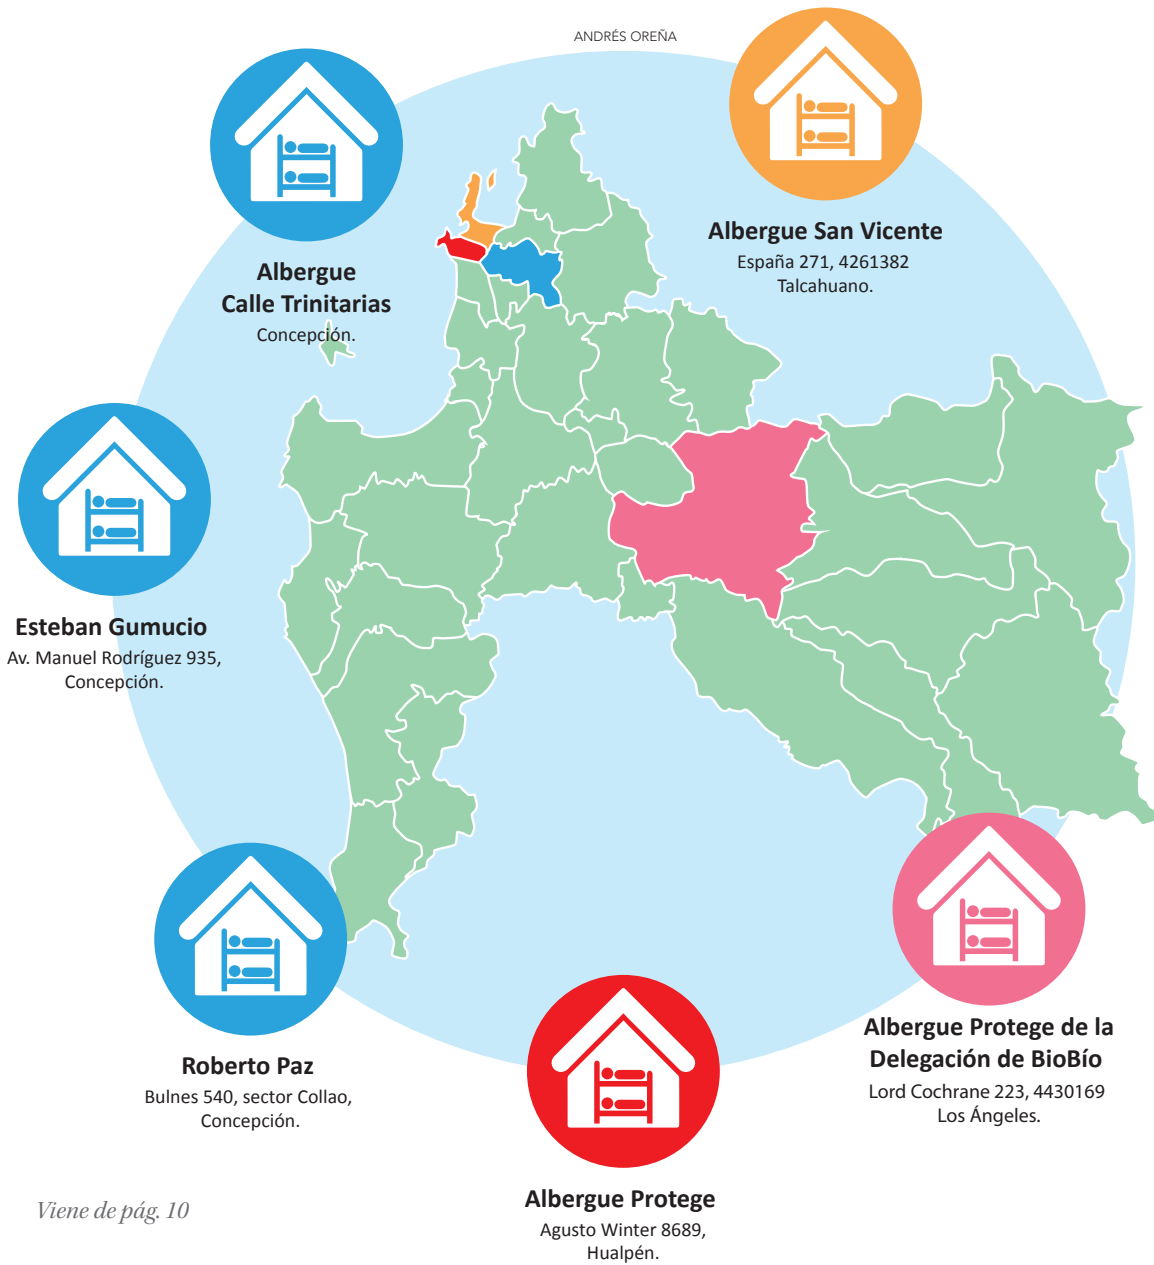 ANDRÉS OREÑA
Albergue San Vicente
España 271, 4261382
Talcahuano.
Albergue
Calle Trinitarias
Concepción.
Esteban Gumucio
Av. Manuel Rodríguez 935,
Concepción.
Roberto Paz
Bulnes 540, sector Collao,
Concepción.
Albergue Protege de la
Delegación de BioBío
Lord Cochrane 223, 4430169
Los Ángeles.
Albergue Protege
Agusto Winter 8689,
Hualpén.
Viene de pág. 10